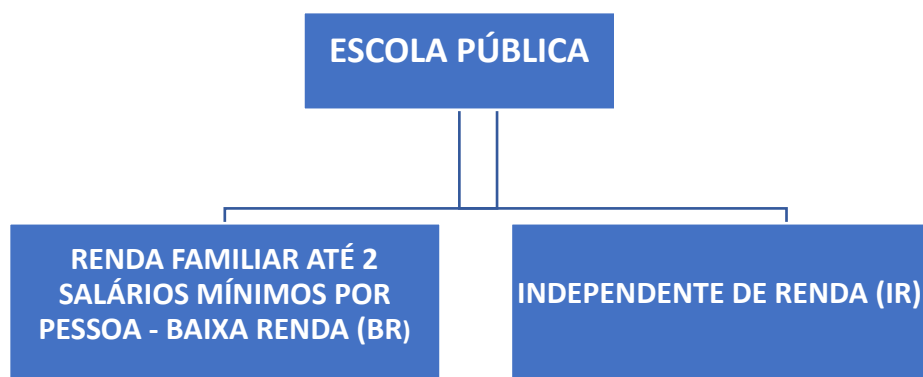 ESCOLA PÚBLICA
RENDA FAMILIAR ATÉ 2
SALÁRIOS MÍNIMOS POR
PESSOA - BAIXA RENDA (BR)
INDEPENDENTE DE RENDA (IR)